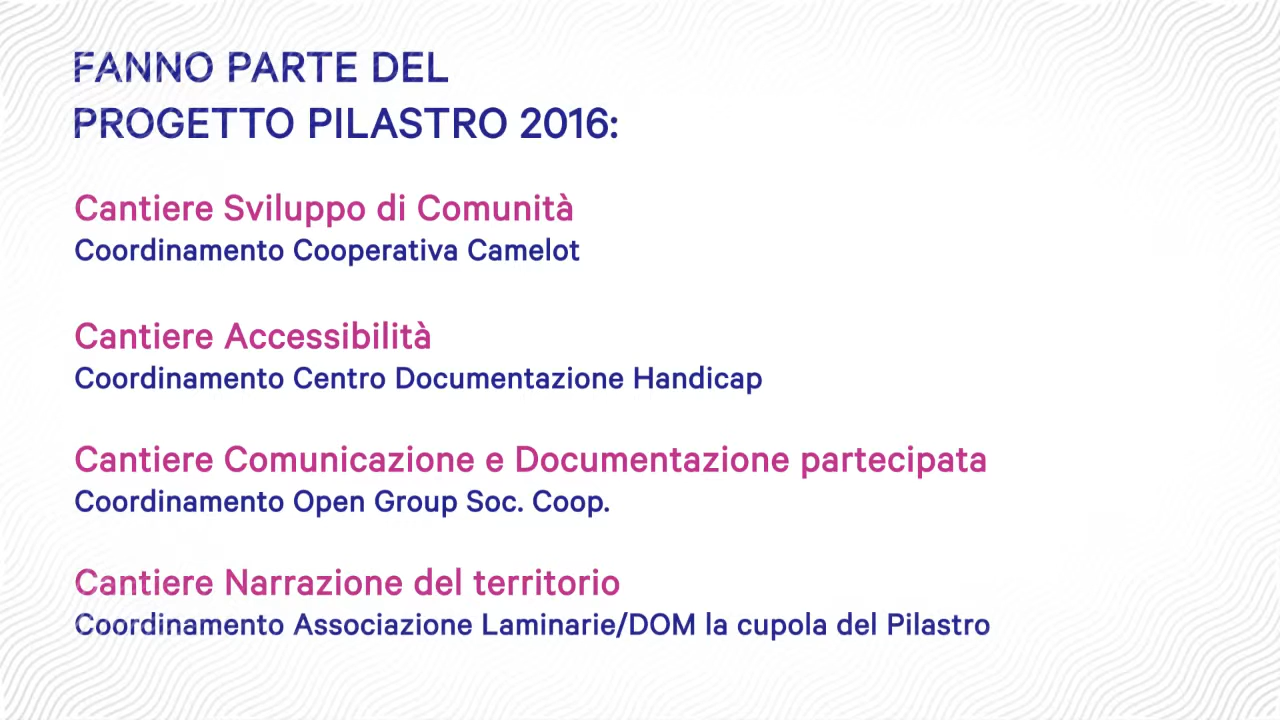 FANNO PARTE DEL
PROGETTO PILASTRO 2016:
Cantiere Sviluppo di Comunità
Coordinamento Cooperativa Camelot
Cantiere Accessibilità
Coordinamento Centro Documentazione Handicap
Cantiere Comunicazione e Documentazione partecipata
Coordinamento Open Group Soc. Coop.
Cantiere Narrazione del territorio
Coordinamento Associazione Laminarie/DOM la cupola del Pilastro